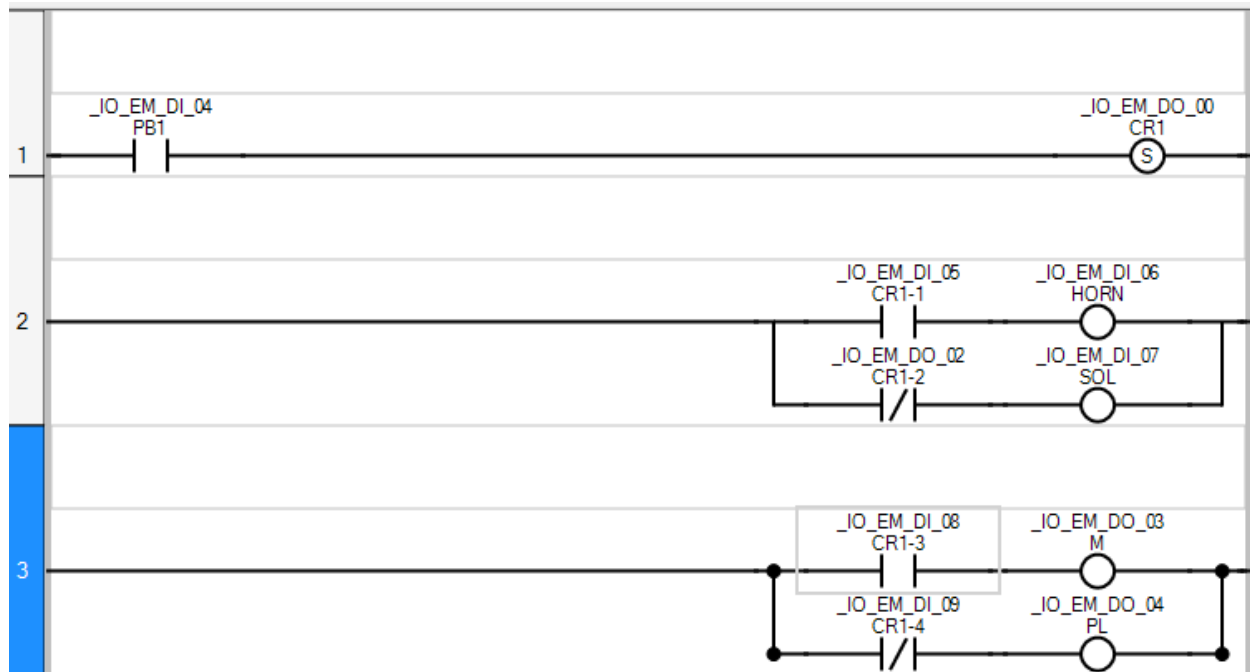 _IO_EM_DI_04
PB1
_IO_EM_DO_00
CR1
1
S
_IO_EM_DI_05
CR1-1
_IO_EM_DI_06
HORN
2
_IO_EM_DO_02
CR1-2
_IO_EM_DI_07
SOL
_IO_EM_DI_08
CR1-3
_IO_EM_DO_03
M
3
_IO_EM_DI_09
CR1-4
_IO_EM_DO_04
PL